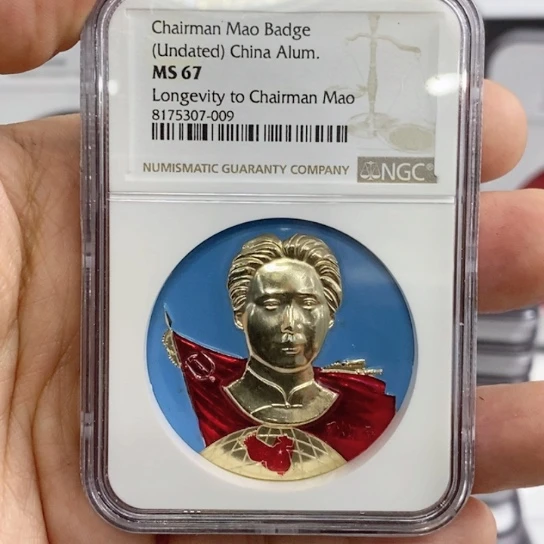 Chairman Mao Badge
(Undated) China Alum.
MS 67
Longevity to Chairman Mao
8175307-009
NUMISMATIC GUARANTY COMPANY NGC®